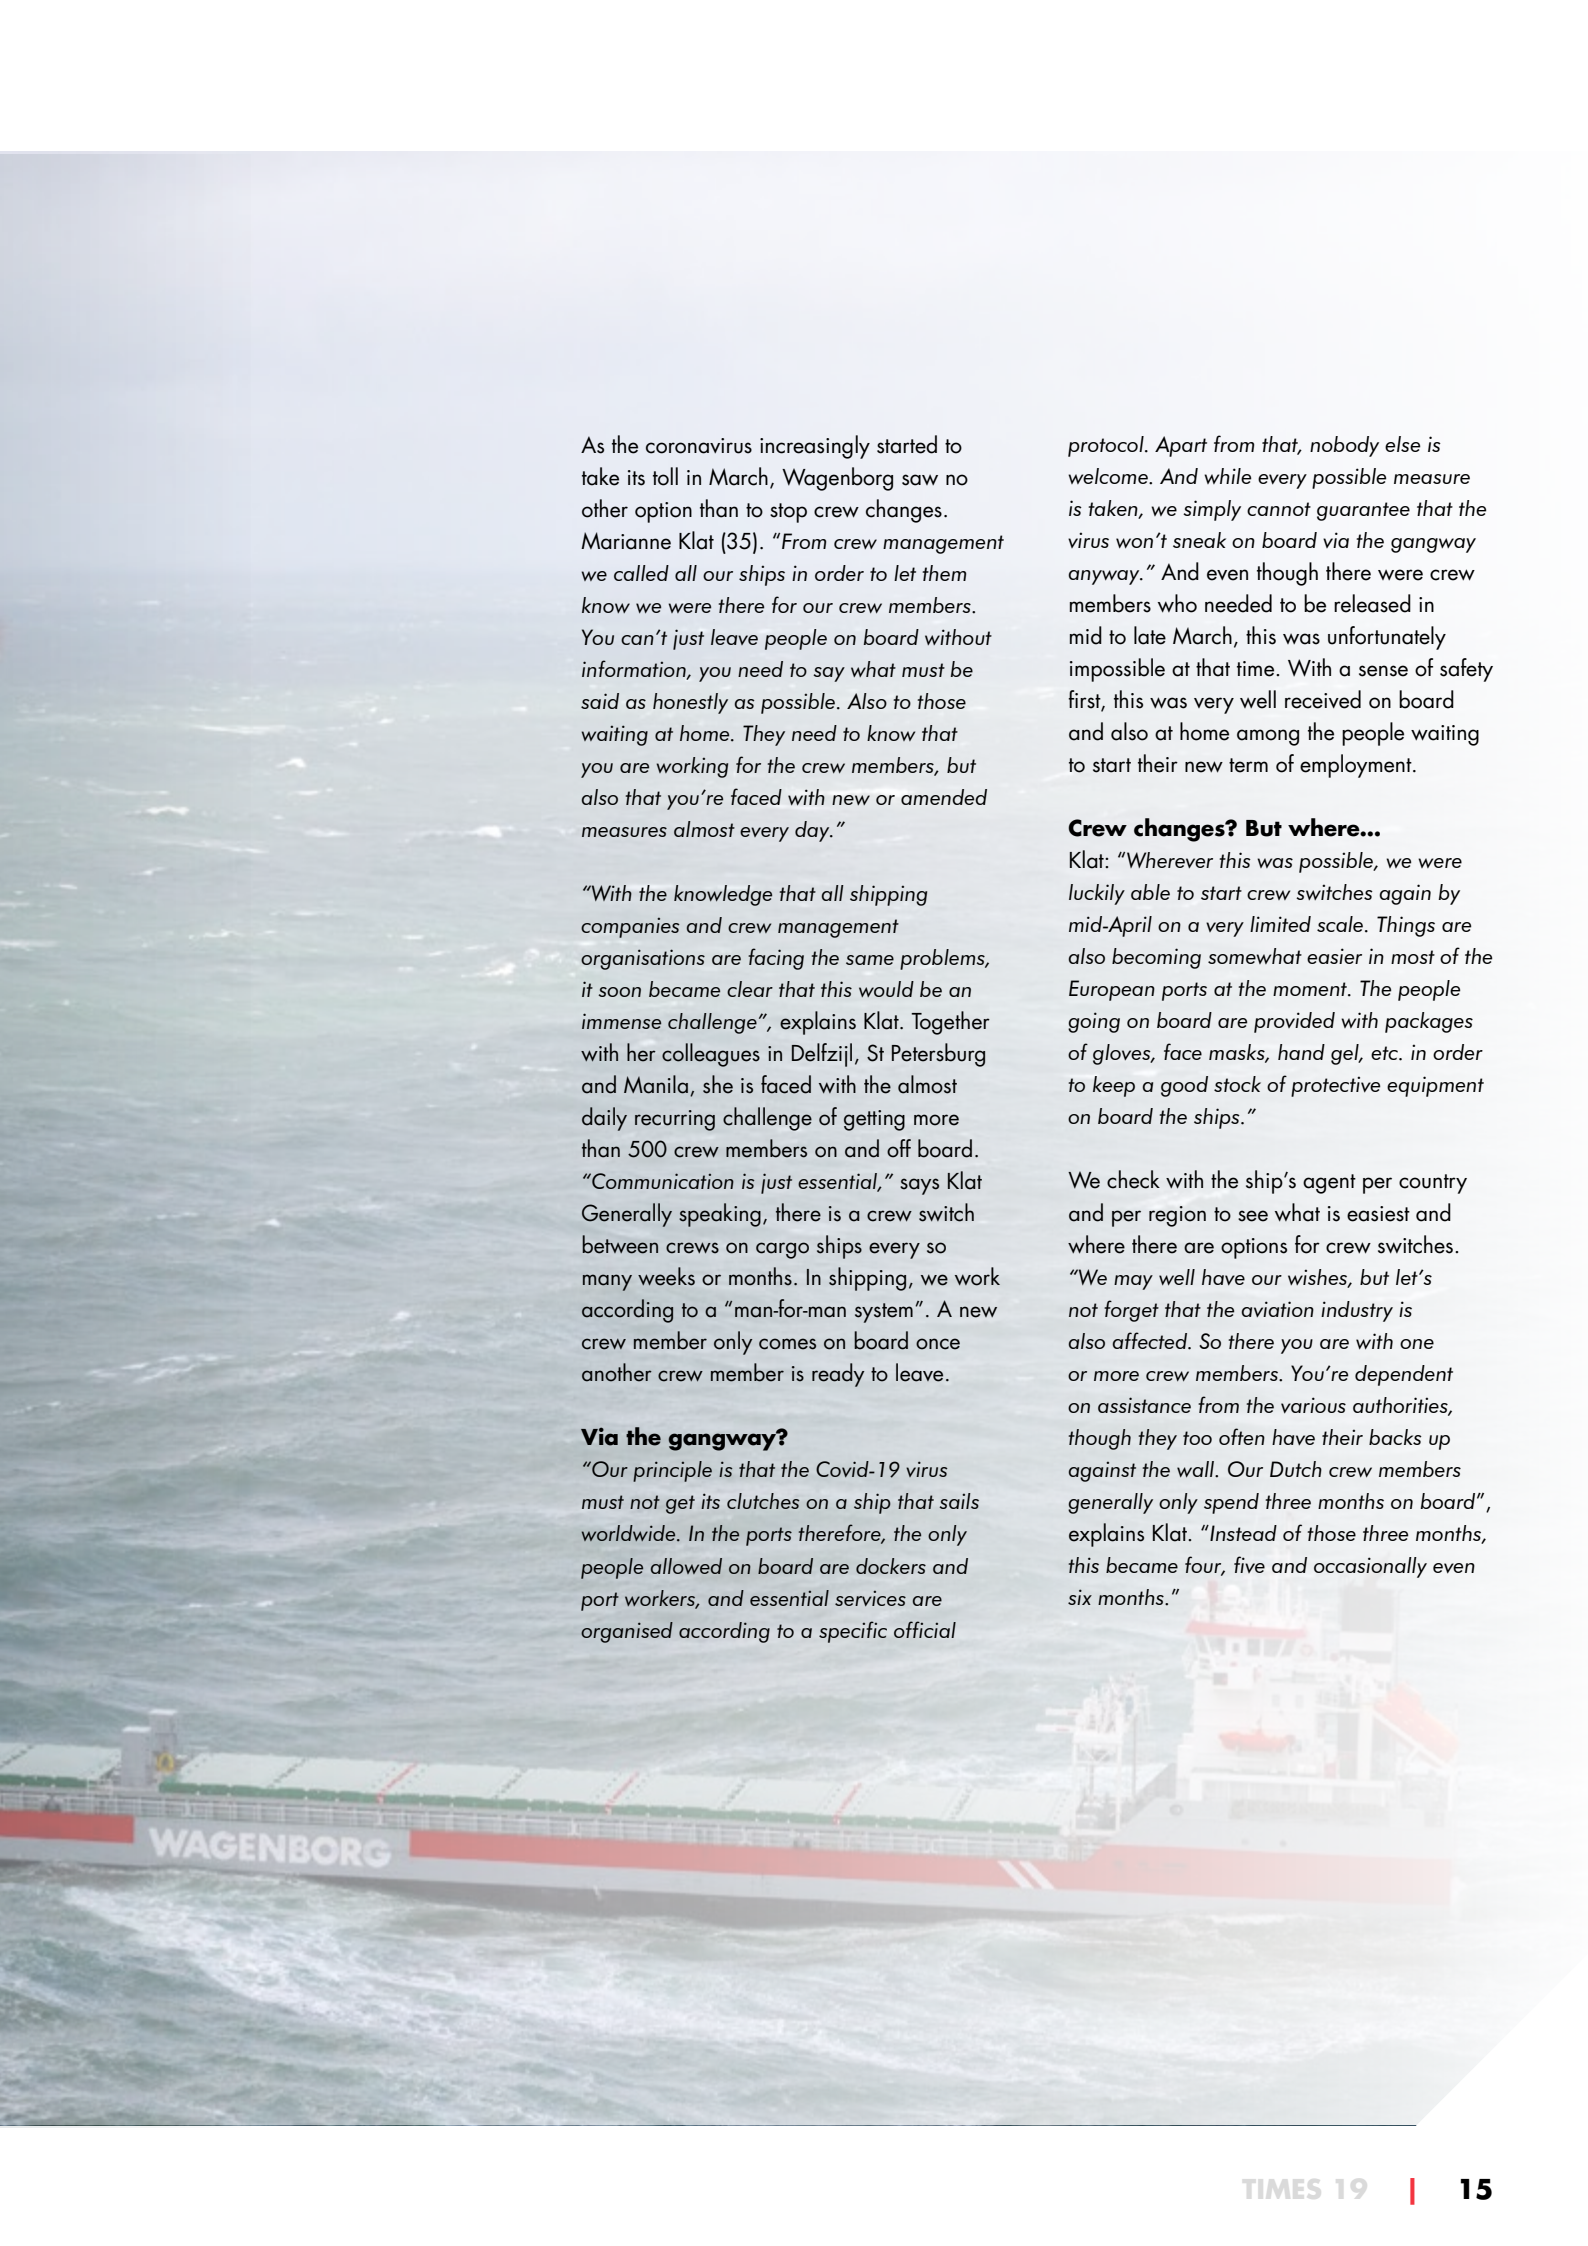 As the coronavirus increasingly started to
take its toll in March, Wagenborg saw no
other option than to stop crew changes.
Marianne Klat (35). “From crew management
we called all our ships in order to let them
know we were there for our crew members.
You can’t just leave people on board without
information, you need to say what must be
said as honestly as possible. Also to those
waiting at home. They need to know that
you are working for the crew members, but
also that you’re faced with new or amended
measures almost every day.”
“With the knowledge that all shipping
companies and crew management
organisations are facing the same problems,
it soon became clear that this would be an
immense challenge”, explains Klat. Together
with her colleagues in Delfzijl, St Petersburg
and Manila, she is faced with the almost
daily recurring challenge of getting more
than 500 crew members on and off board.
“Communication is just essential,” says Klat
Generally speaking, there is a crew switch
between crews on cargo ships every so
many weeks or months. In shipping, we work
according to a “man-for-man system”. A new
crew member only comes on board once
another crew member is ready to leave.
Via the gangway?
“Our principle is that the Covid-19 virus
must not get its clutches on a ship that sails
worldwide. In the ports therefore, the only
people allowed on board are dockers and
port workers, and essential services are
organised according to a specific official
protocol. Apart from that, nobody else is
welcome. And while every possible measure
is taken, we simply cannot guarantee that the
virus won’t sneak on board via the gangway
anyway.” And even though there were crew
members who needed to be released in
mid to late March, this was unfortunately
impossible at that time. With a sense of safety
first, this was very well received on board
and also at home among the people waiting
to start their new term of employment.
Crew changes? But where...
Klat: “Wherever this was possible, we were
luckily able to start crew switches again by
mid-April on a very limited scale. Things are
also becoming somewhat easier in most of the
European ports at the moment. The people
going on board are provided with packages
of gloves, face masks, hand gel, etc. in order
to keep a good stock of protective equipment
on board the ships.”
We check with the ship’s agent per country
and per region to see what is easiest and
where there are options for crew switches.
“We may well have our wishes, but let’s
not forget that the aviation industry is
also affected. So there you are with one
or more crew members. You’re dependent
on assistance from the various authorities,
though they too often have their backs up
against the wall. Our Dutch crew members
generally only spend three months on board”,
explains Klat. “Instead of those three months,
this became four, five and occasionally even
six months.”
WAGENBORG
TIMES 19 | 15